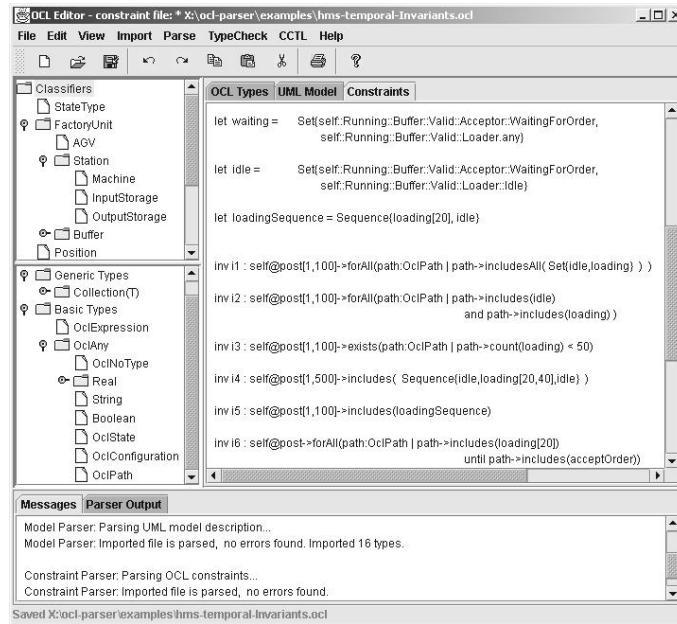 OCL Editor - constraint file: * X:\ocl-parser\examples\hms-temporal-Invariants.ocl
File Edit View Import Parse TypeCheck CCTL Help
Classifiers
StateType
FactoryUnit
AGV
Station
Machine
InputStorage
OutputStorage
Buffer
Position
Generic Types
Collection(T)
Basic Types
OclExpression
OclAny
OclNoType
Real
String
Boolean
OclState
OclConfiguration
OclPath
OCL Types UML Model Constraints
let waiting = Set{self::Running::Buffer::Valid::Acceptor::WaitingForOrder,
self::Running::Buffer::Valid::Loader.any}
let idle = Set{self::Running::Buffer::Valid::Acceptor::WaitingForOrder,
self::Running::Buffer::Valid::Loader::Idle}
let loadingSequence = Sequence{loading[20], idle}
inv i1 : self@post[1,100]->forAll(path:OclPath | path->includesAll( Set{idle,loading} ) )
inv i2 : self@post[1,100]->forAll(path:OclPath | path->includes(idle)
and path->includes(loading) )
inv i3 : self@post[1,100]->exists(path:OclPath | path->count(loading) < 50)
inv i4 : self@post[1,500]->includes( Sequence{idle,loading[20,40],idle} )
inv i5 : self@post[1,100]->includes(loadingSequence)
inv i6 : self@post->forAll(path:OclPath | path->includes(loading[20])
until path->includes(acceptOrder))
Messages Parser Output
Model Parser: Parsing UML model description...
Model Parser: Imported file is parsed, no errors found. Imported 16 types.
Constraint Parser: Parsing OCL constraints...
Constraint Parser: Imported file is parsed, no errors found.
Saved X:\ocl-parser\examples\hms-temporal-Invariants.ocl